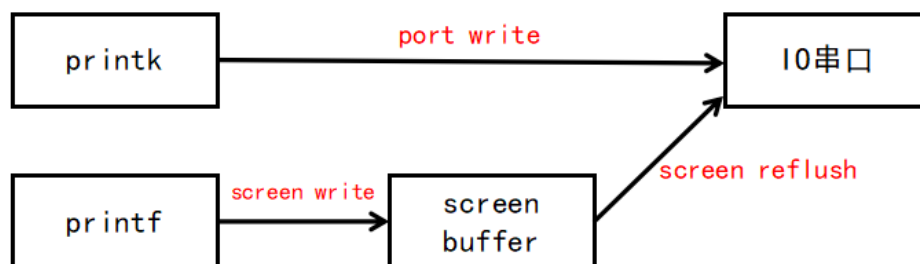 printk
port write
IO串口
printf
screen write
screen
buffer
screen reflush